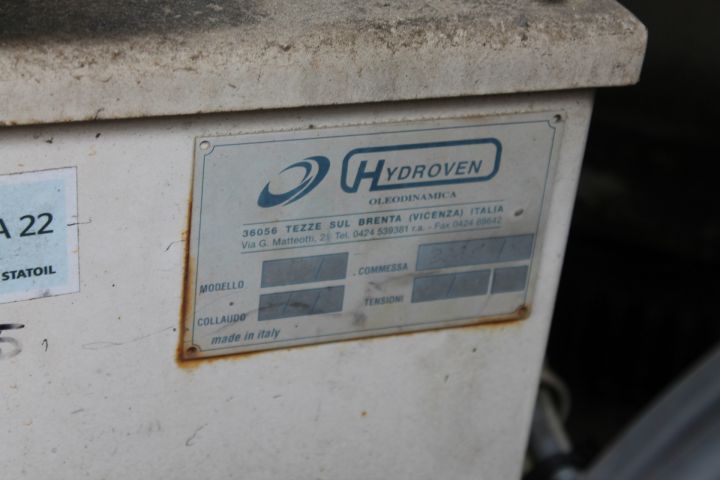 HYDROVEN
OLEODINAMICA
36056 TEZZE SUL BRENTA (VICENZA) ITALIA
Via G. Matteotti, 2 Tel. 0424 539381 r.a. - Fax 0424 89642
MODELLO
COMMESSA
COLLAUDO
TENSIONI
made in italy
A 22
STATOIL
5